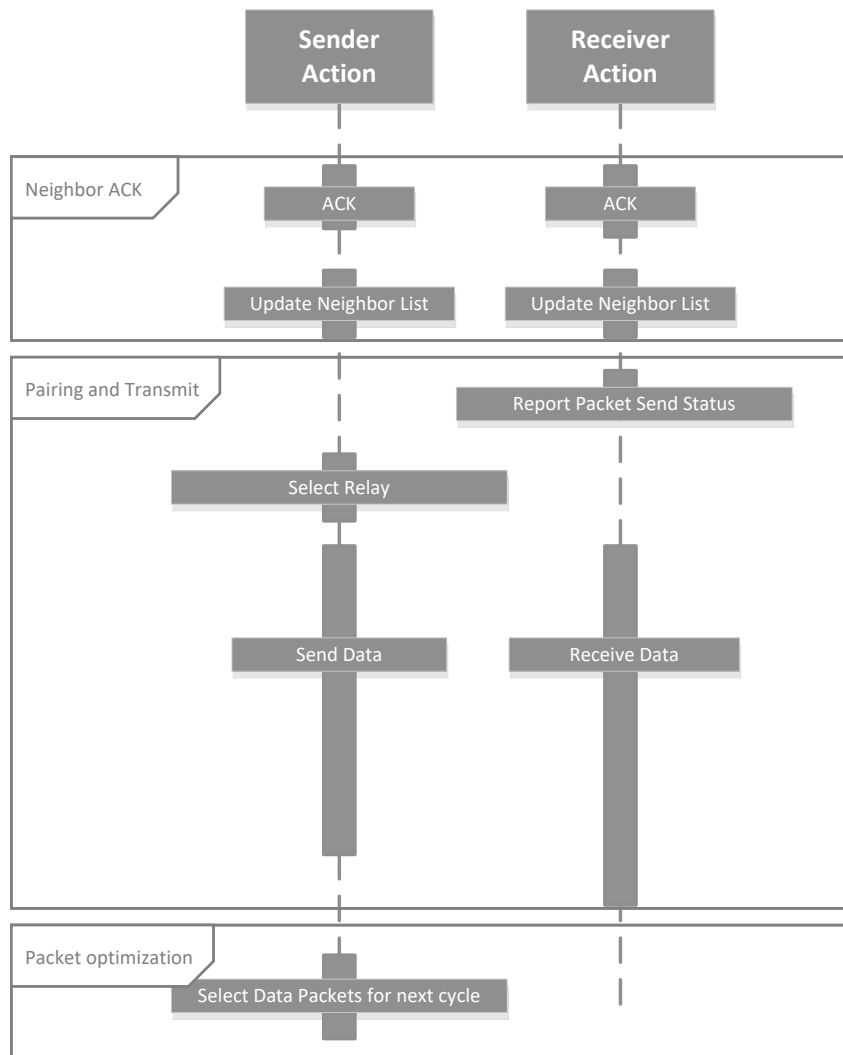 Sender
Action
Receiver
Action
Neighbor ACK
ACK
ACK
Update Neighbor List
Update Neighbor List
Pairing and Transmit
Report Packet Send Status
Select Relay
Send Data
Receive Data
Packet optimization
Select Data Packets for next cycle